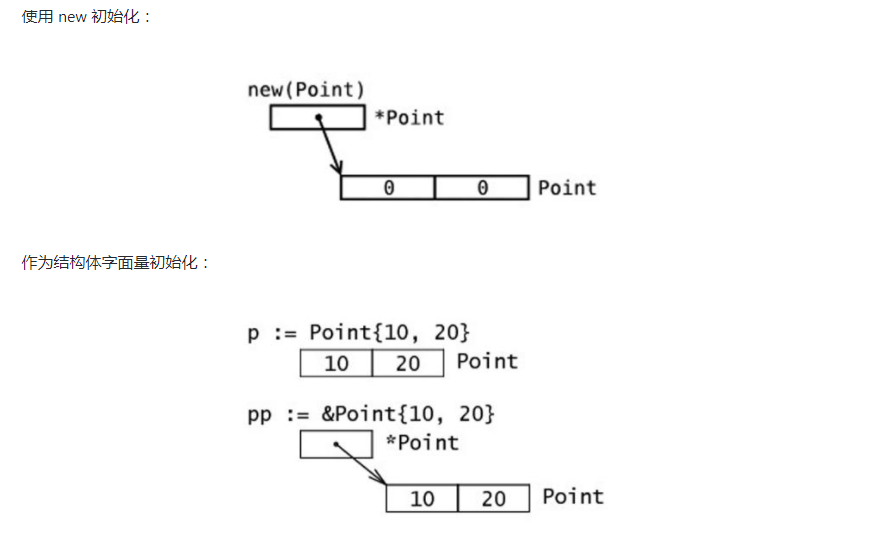 使用 new 初始化：
new(Point)
*Point
0 0 Point
作为结构体字面量初始化：
p := Point{10, 20}
10 20 Point
pp := &Point{10, 20}
*Point
10 20 Point